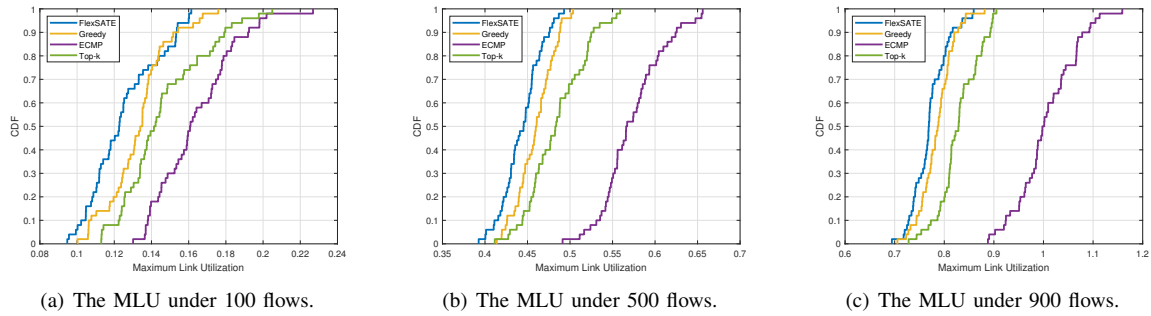 1
0.9
0.8
0.7
0.6
0.5
0.4
0.3
0.2
0.1
0
CDF
FlexSATE
Greedy
ECMP
Top-k
0.08 0.1 0.12 0.14 0.16 0.18 0.2 0.22 0.24
Maximum Link Utilization
(a) The MLU under 100 flows.
1
0.9
0.8
0.7
0.6
0.5
0.4
0.3
0.2
0.1
0
CDF
FlexSATE
Greedy
ECMP
Top-k
0.35 0.4 0.45 0.5 0.55 0.6 0.65 0.7
Maximum Link Utilization
(b) The MLU under 500 flows.
1
0.9
0.8
0.7
0.6
0.5
0.4
0.3
0.2
0.1
0
CDF
FlexSATE
Greedy
ECMP
Top-k
0.6 0.7 0.8 0.9 1 1.1 1.2
Maximum Link Utilization
(c) The MLU under 900 flows.